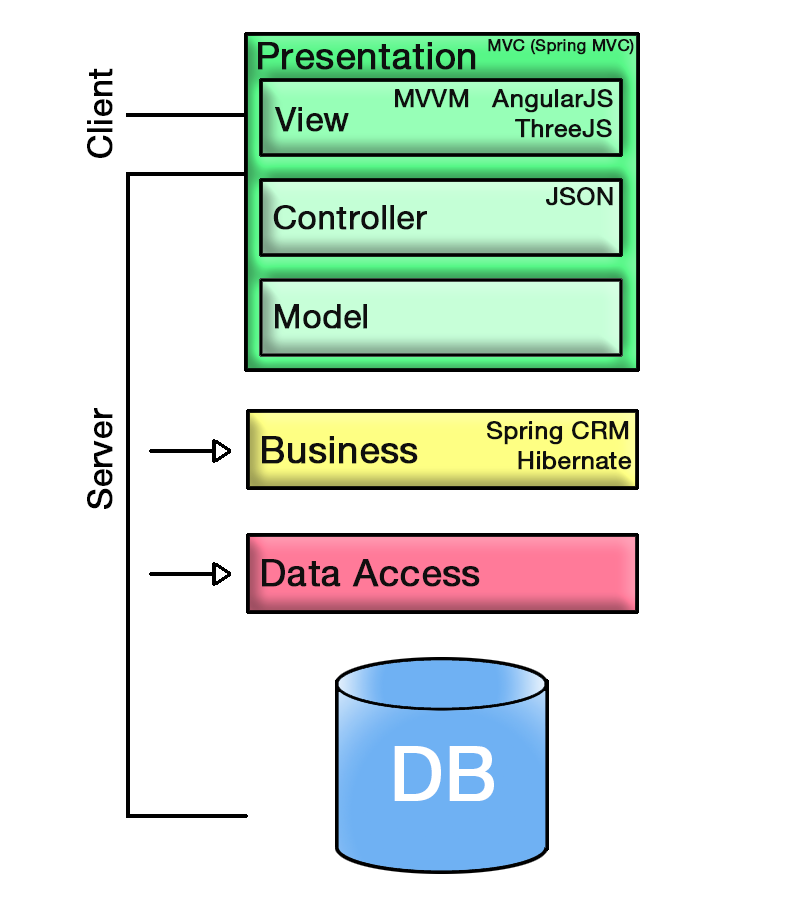 Presentation MVC (Spring MVC)
Client
View MVVM AngularJS
ThreeJS
Controller JSON
Model
Server
Business Spring CRM
Hibernate
Data Access
DB